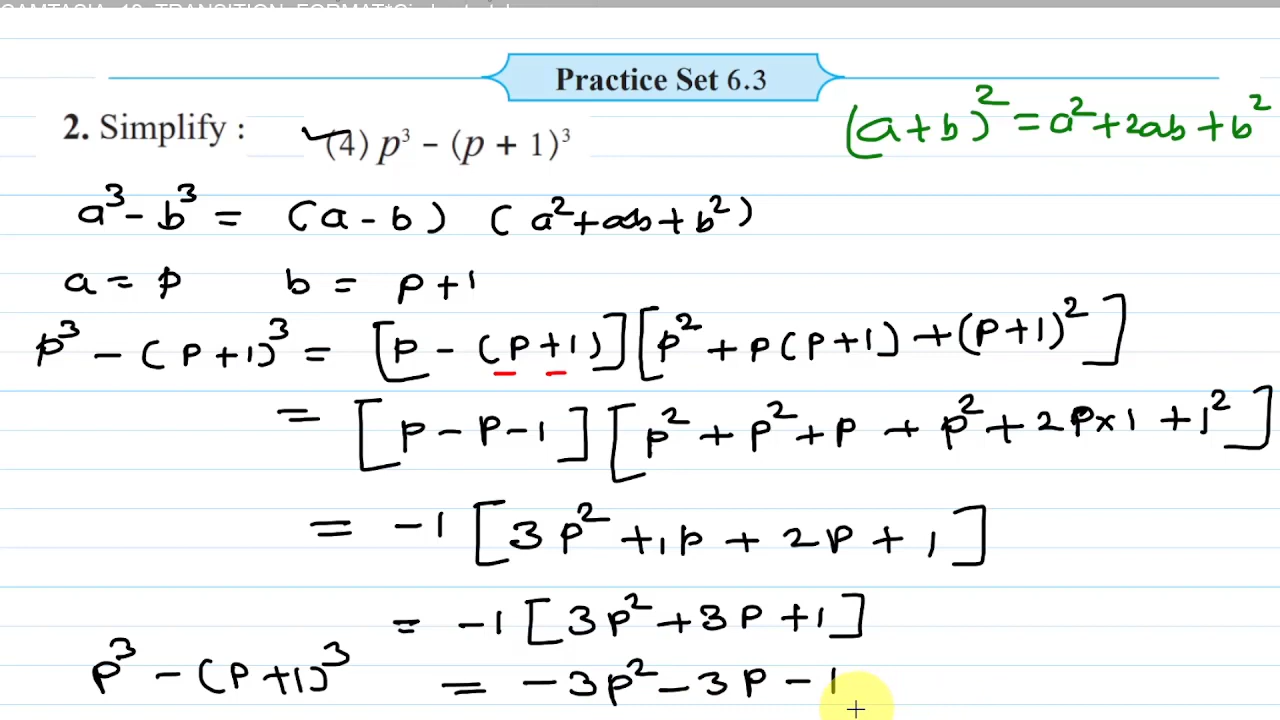 Practice Set 6.3
(a+b)² = a²+2ab+b²
2. Simplify : (4) p³ − (p + 1)³
a³ - b³ = (a - b) (a²+ab+b²)
a = p b = p+1
p³ - (p+1)³ = [p - (p+1)][p² + p(p+1) + (p+1)²]
= [p - p - 1][p² + p² + p + p² + 2p×1 + 1²]
= -1 [3p² + 1p + 2p + 1]
= -1 [3p² + 3p + 1]
p³ - (p+1)³ = -3p² - 3p - 1